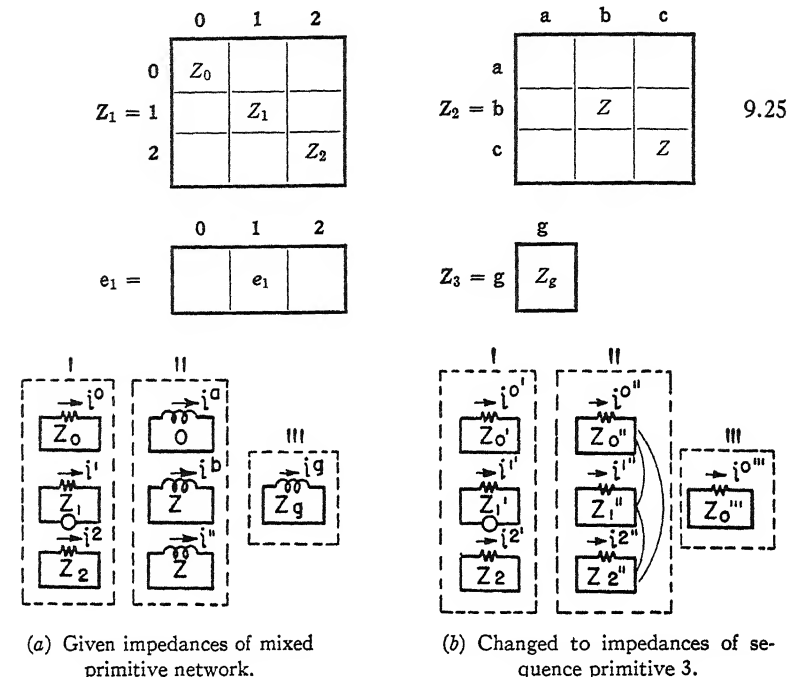 0 1 2
0 Z₀
Z₁ = 1 Z₁
2 Z₂
a b c
a
Z₂ = b Z
c Z
9.25
0 1 2
e₁ = e₁
g
Z₃ = g Z_g
I
i⁰
Z₀
i¹
Z₁
i²
Z₂
II
iᵃ
0
iᵇ
Z
i"
Z
III
i^g
Z_g
I
i⁰'
Z₀'
i¹'
Z₁'
i²'
Z₂
II
i⁰"
Z₀"
i¹"
Z₁"
i²"
Z₂"
III
i⁰'''
Z₀'''
(a) Given impedances of mixed
primitive network.
(b) Changed to impedances of se-
quence primitive 3.